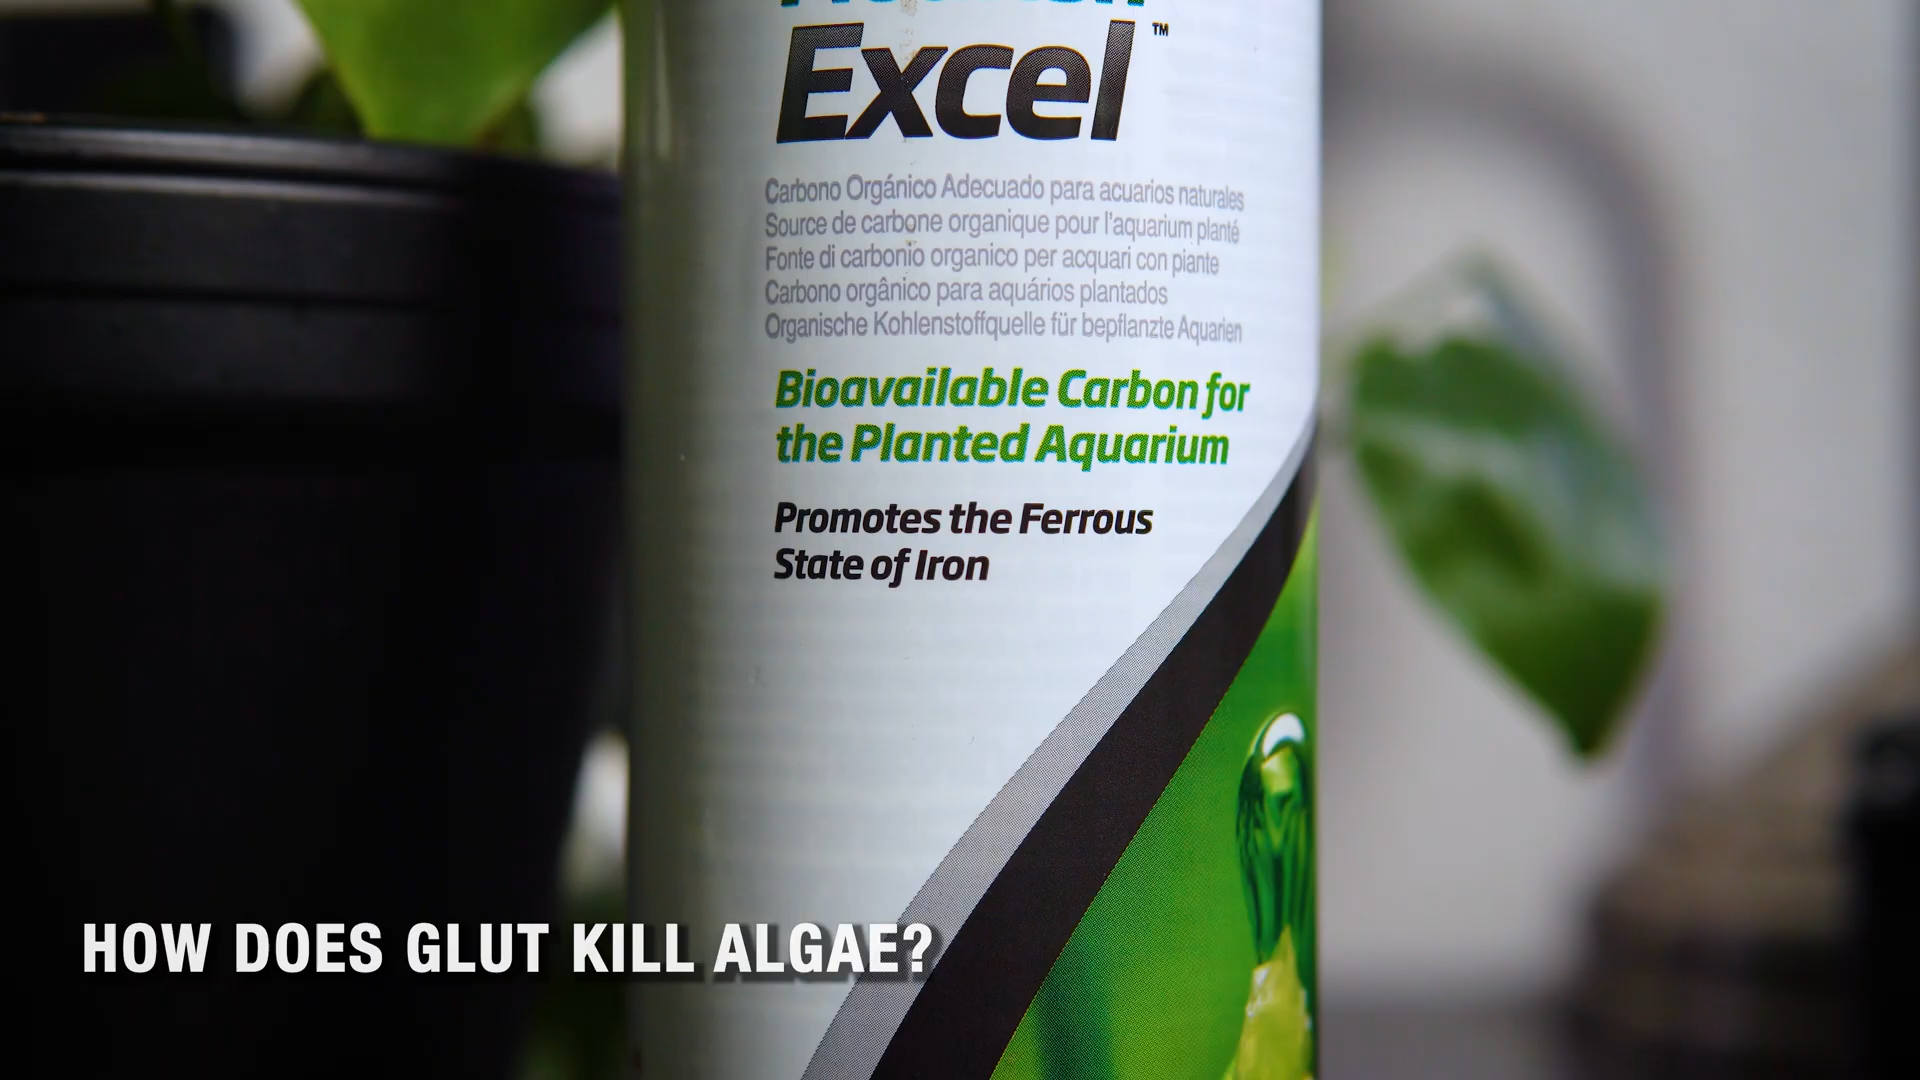 Excel™
Carbono Orgánico Adecuado para acuarios naturales
Source de carbone organique pour l'aquarium planté
Fonte di carbonio organico per acquari con piante
Carbono orgânico para aquários plantados
Organische Kohlenstoffquelle für bepflanzte Aquarien
Bioavailable Carbon for
the Planted Aquarium
Promotes the Ferrous
State of Iron
HOW DOES GLUT KILL ALGAE?